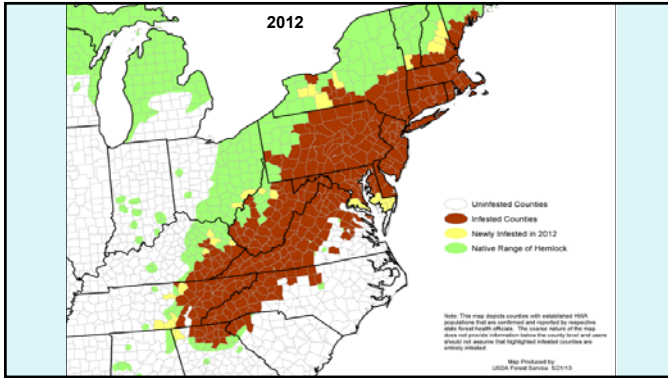 2012
Uninfested Counties
Infested Counties
Newly Infested in 2012
Native Range of Hemlock
Note: This map depicts counties with established HWA
populations that are confirmed and reported by respective
state forest health officials. The coarse nature of the map
does not provide information below the county level and users
should not assume that highlighted infested counties are
entirely infested.
Map Produced by:
USDA Forest Service 5/21/13